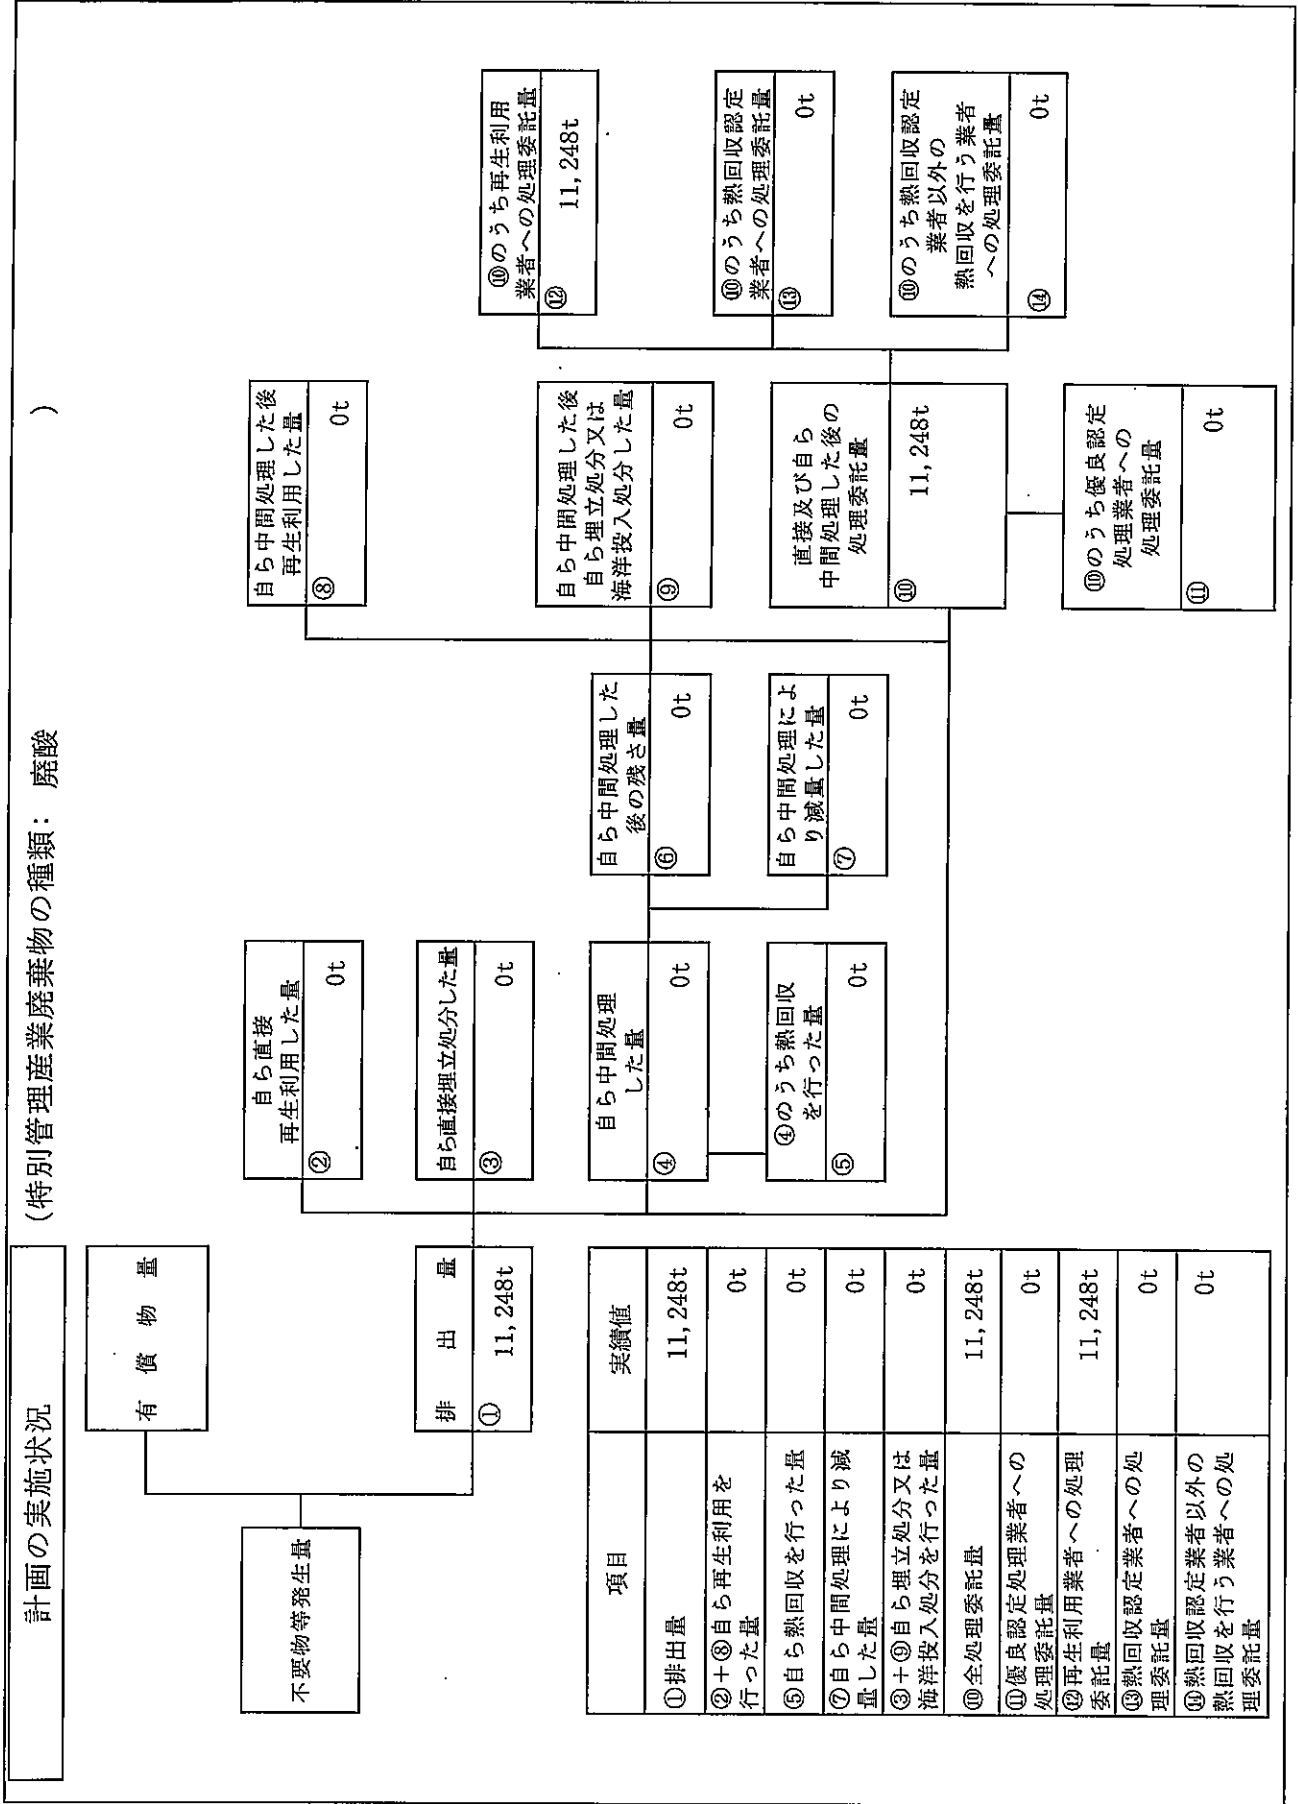 計画の実施状況
(特別管理産業廃棄物の種類: 廃酸 )
不要物等発生量
有償物量
排出量
① 11,248t
自ら直接
再生利用した量
② 0t
自ら直接埋立処分した量
③ 0t
自ら中間処理
した量
④ 0t
④のうち熱回収
を行った量
⑤ 0t
自ら中間処理した
後の残さ量
⑥ 0t
自ら中間処理によ
り減量した量
⑦ 0t
自ら中間処理した後
再生利用した量
⑧ 0t
自ら中間処理した後
自ら埋立処分又は
海洋投入処分した量
⑨ 0t
直接及び自ら
中間処理した後の
処理委託量
⑩ 11,248t
⑩のうち優良認定
処理業者への
処理委託量
⑪ 0t
⑩のうち再生利用
業者への処理委託量
⑫ 11,248t
⑩のうち熱回収認定
業者への処理委託量
⑬ 0t
⑩のうち熱回収認定
業者以外の
熱回収を行う業者
への処理委託量
⑭ 0t
項目 実績値
①排出量 11,248t
②+⑧自ら再生利用を
行った量 0t
⑤自ら熱回収を行った量 0t
⑦自ら中間処理により減
量した量 0t
③+⑨自ら埋立処分又は
海洋投入処分を行った量 0t
⑩全処理委託量 11,248t
⑪優良認定処理業者への
処理委託量 0t
⑫再生利用業者への処理
委託量 11,248t
⑬熱回収認定業者への処
理委託量 0t
⑭熱回収認定業者以外の
熱回収を行う業者への処
理委託量 0t